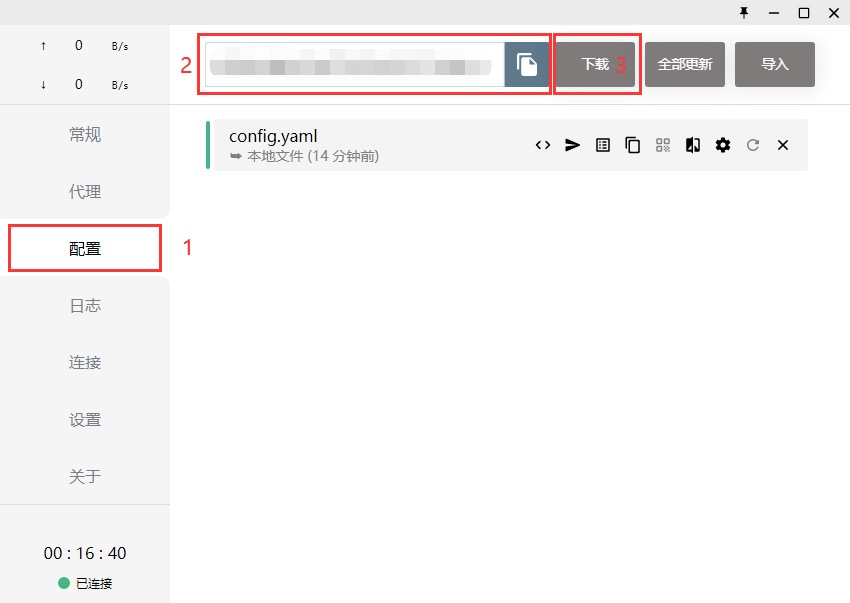 ↑ 0 B/s
↓ 0 B/s
常规
代理
配置
1
日志
连接
设置
关于
00 : 16 : 40
已连接
2
下载 3
全部更新
导入
config.yaml
本地文件 (14 分钟前)